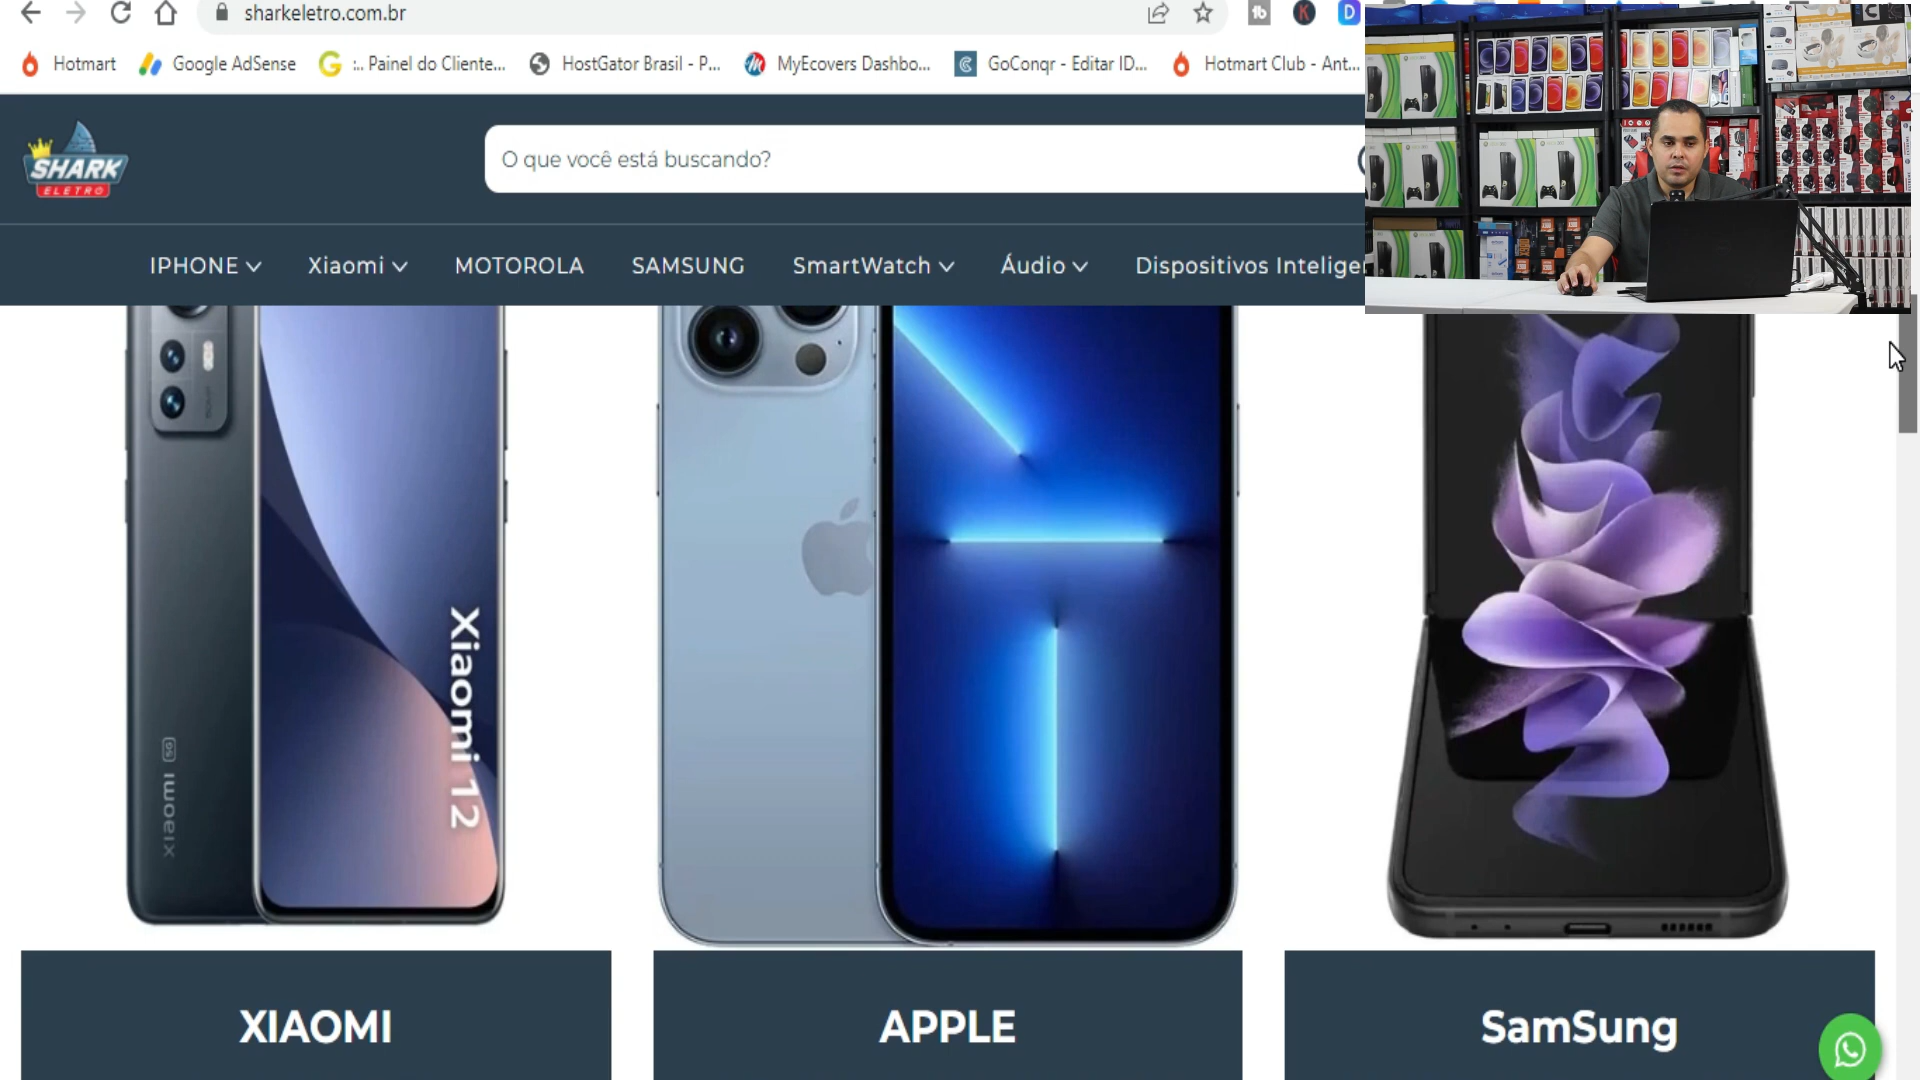 sharkeletro.com.br
tb
K
D
Hotmart
Google AdSense
:.. Painel do Cliente...
HostGator Brasil - P...
MyEcovers Dashbo...
GoConqr - Editar ID...
Hotmart Club - Ant...
SHARK
ELETRO
O que você está buscando?
IPHONE
Xiaomi
MOTOROLA
SAMSUNG
SmartWatch
Áudio
Dispositivos Intelige
Xiaomi 12
xiaomi 5G
XIAOMI
APPLE
SamSung